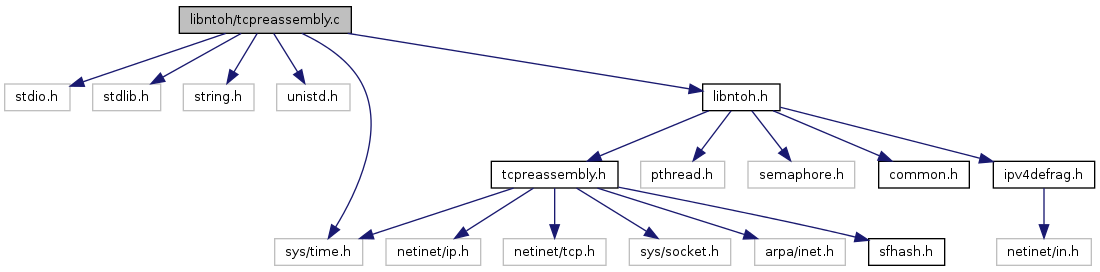 libntoh/tcpreassembly.c
stdio.h
stdlib.h
string.h
unistd.h
libntoh.h
tcpreassembly.h
pthread.h
semaphore.h
common.h
ipv4defrag.h
sys/time.h
netinet/ip.h
netinet/tcp.h
sys/socket.h
arpa/inet.h
sfhash.h
netinet/in.h